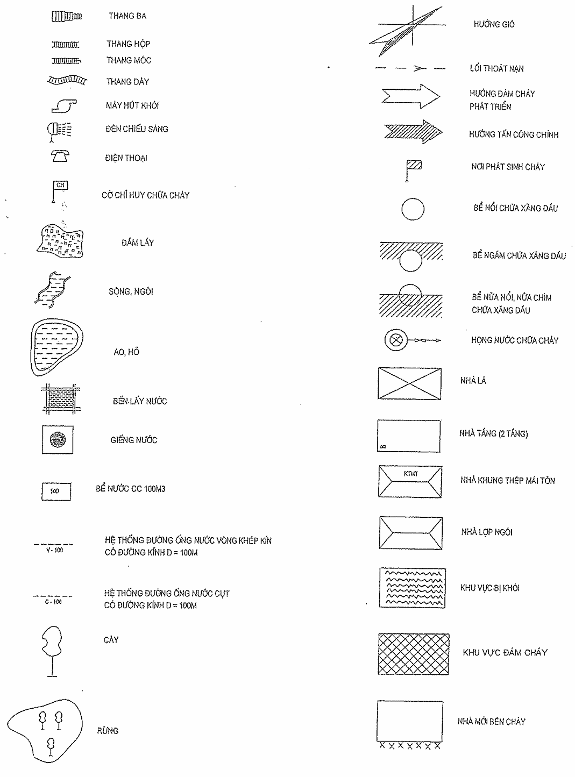 THANG BA
THANG HỘP
THANG MÓC
THANG DÂY
MÁY HÚT KHÓI
ĐÈN CHIẾU SÁNG
ĐIỆN THOẠI
CH
CỜ CHỈ HUY CHỮA CHÁY
ĐẦM LẦY
SÔNG, NGÒI
AO, HỒ
BẾN LẤY NƯỚC
GIẾNG NƯỚC
100
BỂ NƯỚC CC 100M3
V - 100
HỆ THỐNG ĐƯỜNG ỐNG NƯỚC VÒNG KHÉP KÍN
CÓ ĐƯỜNG KÍNH D = 100M
C - 100
HỆ THỐNG ĐƯỜNG ỐNG NƯỚC CỤT
CÓ ĐƯỜNG KÍNH D = 100M
CÂY
RỪNG
HƯỚNG GIÓ
LỐI THOÁT NẠN
HƯỚNG ĐÁM CHÁY
PHÁT TRIỂN
HƯỚNG TẤN CÔNG CHÍNH
NƠI PHÁT SINH CHÁY
BỂ NỔI CHỨA XĂNG DẦU
BỂ NGẦM CHỨA XĂNG DẦU
BỂ NỬA NỔI, NỬA CHÌM
CHỨA XĂNG DẦU
HỌNG NƯỚC CHỮA CHÁY
NHÀ LÁ
NHÀ TẦNG (2 TẦNG)
KTMT
NHÀ KHUNG THÉP MÁI TÔN
NHÀ LỢP NGÓI
KHU VỰC BỊ KHÓI
KHU VỰC ĐÁM CHÁY
NHÀ MỚI BÉN CHÁY